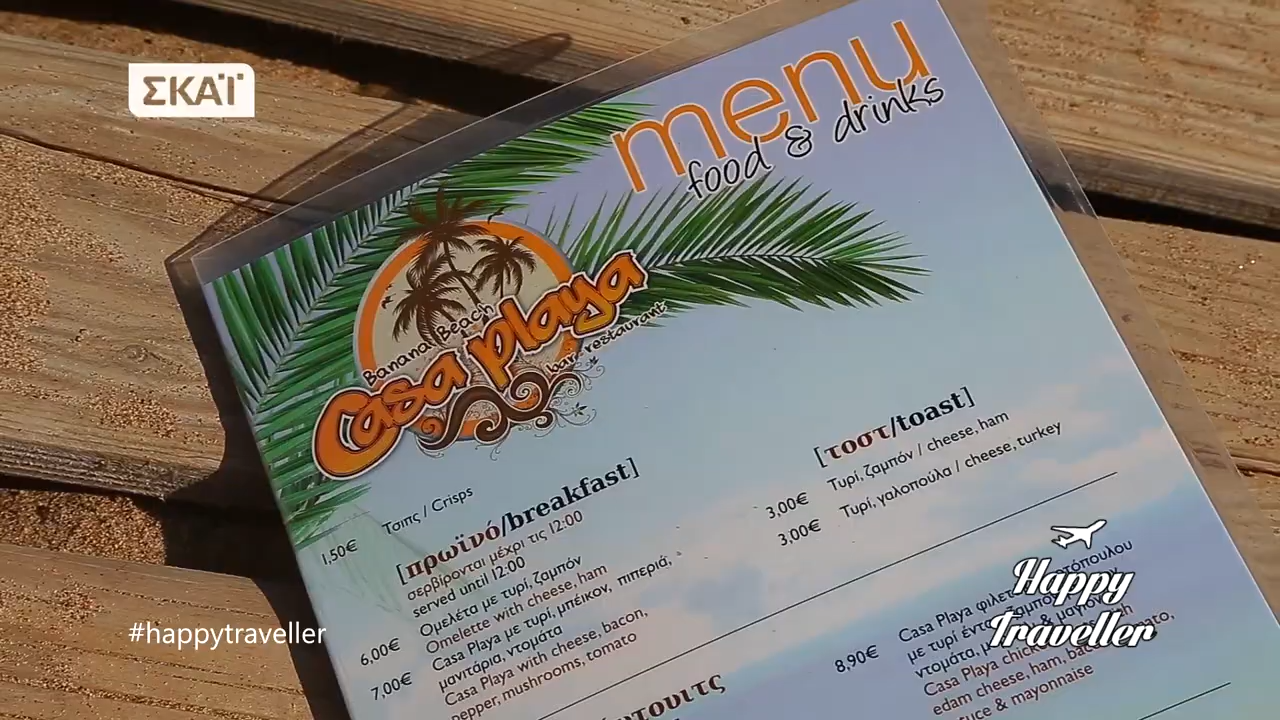 ΣΚΑΪ
menu
food & drinks
Banana Beach
Casa playa
bar-restaurant
1,50€ Τσιπς / Crisps
[πρωϊνό/breakfast]
σερβίρονται μέχρι τις 12:00
served until 12:00
6,00€ Ομελέτα με τυρί, ζαμπόν
Omelette with cheese, ham
7,00€ Casa Playa με τυρί, μπέικον, πιπεριά,
μανιτάρια, ντομάτα
Casa Playa with cheese, bacon,
pepper, mushrooms, tomato
[τοστ/toast]
3,00€ Τυρί, ζαμπόν / cheese, ham
3,00€ Τυρί, γαλοπούλα / cheese, turkey
8,90€ Casa Playa
με τυρί
ντομάτα,
Casa Playa
edam cheese, ham,
& mayonnaise
#happytraveller
Happy
Traveller